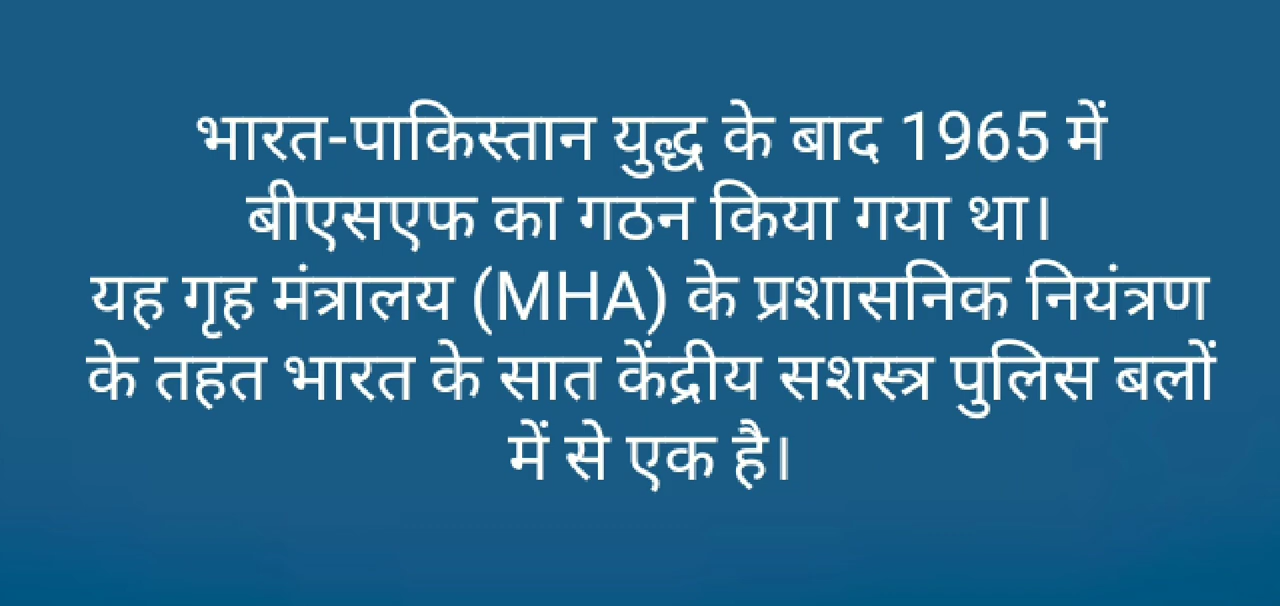 भारत-पाकिस्तान युद्ध के बाद 1965 में
बीएसएफ का गठन किया गया था।
यह गृह मंत्रालय (MHA) के प्रशासनिक नियंत्रण
के तहत भारत के सात केंद्रीय सशस्त्र पुलिस बलों
में से एक है।